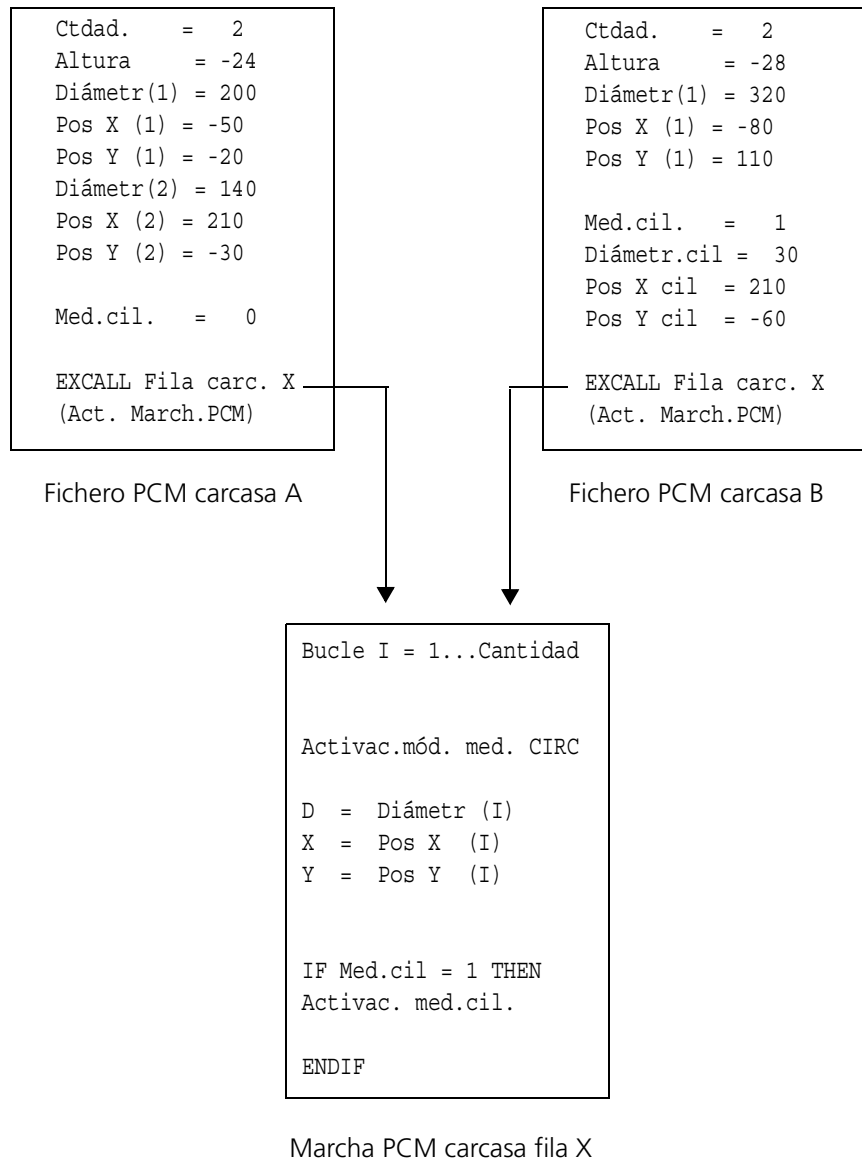 Ctdad.    =   2
Altura     = -24
Diámetr(1) = 200
Pos X (1) = -50
Pos Y (1) = -20
Diámetr(2) = 140
Pos X (2) = 210
Pos Y (2) = -30
Med.cil.   =   0
EXCALL Fila carc. X
(Act. March.PCM)
Fichero PCM carcasa A
Ctdad.    =   2
Altura     = -28
Diámetr(1) = 320
Pos X (1) = -80
Pos Y (1) = 110
Med.cil.   =   1
Diámetr.cil =  30
Pos X cil  = 210
Pos Y cil  = -60
EXCALL Fila carc. X
(Act. March.PCM)
Fichero PCM carcasa B
Bucle I = 1...Cantidad
Activac.mód. med. CIRC
D  =  Diámetr (I)
X  =  Pos X  (I)
Y  =  Pos Y  (I)
IF Med.cil = 1 THEN
Activac. med.cil.
ENDIF
Marcha PCM carcasa fila X